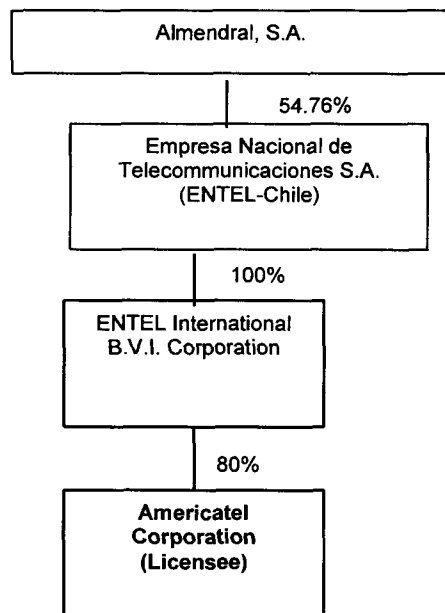 Almendral, S.A.
54.76%
Empresa Nacional de
Telecommunicaciones S.A.
(ENTEL-Chile)
100%
ENTEL International
B.V.I. Corporation
80%
Americatel
Corporation
(Licensee)